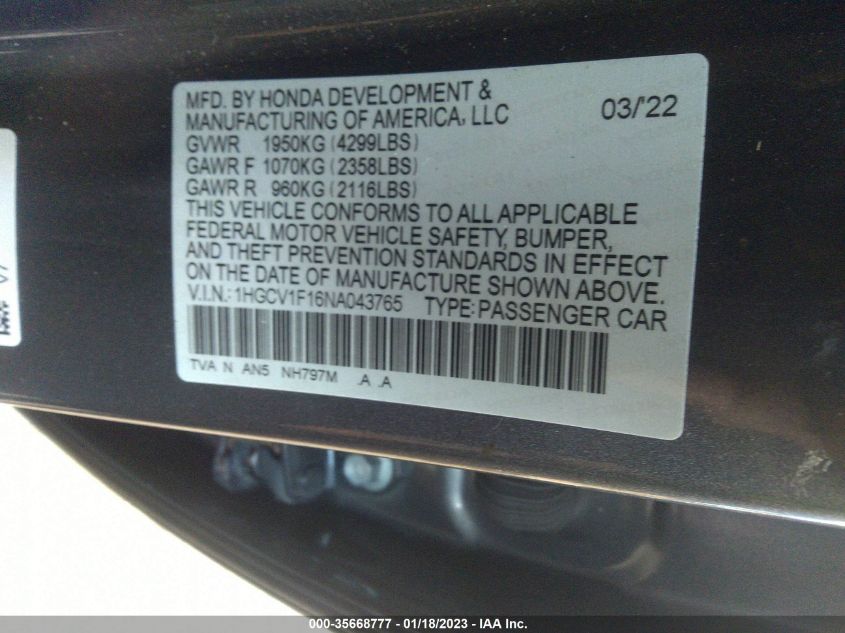 MFD. BY HONDA DEVELOPMENT &
MANUFACTURING OF AMERICA, LLC 03/'22
GVWR 1950KG (4299LBS)
GAWR F 1070KG (2358LBS)
GAWR R 960KG (2116LBS)
THIS VEHICLE CONFORMS TO ALL APPLICABLE
FEDERAL MOTOR VEHICLE SAFETY, BUMPER,
AND THEFT PREVENTION STANDARDS IN EFFECT
ON THE DATE OF MANUFACTURE SHOWN ABOVE.
V.I.N.: 1HGCV1F16NA043765 TYPE: PASSENGER CAR
TVA N AN5 NH797M .A .A
000-35668777 - 01/18/2023 - IAA Inc.